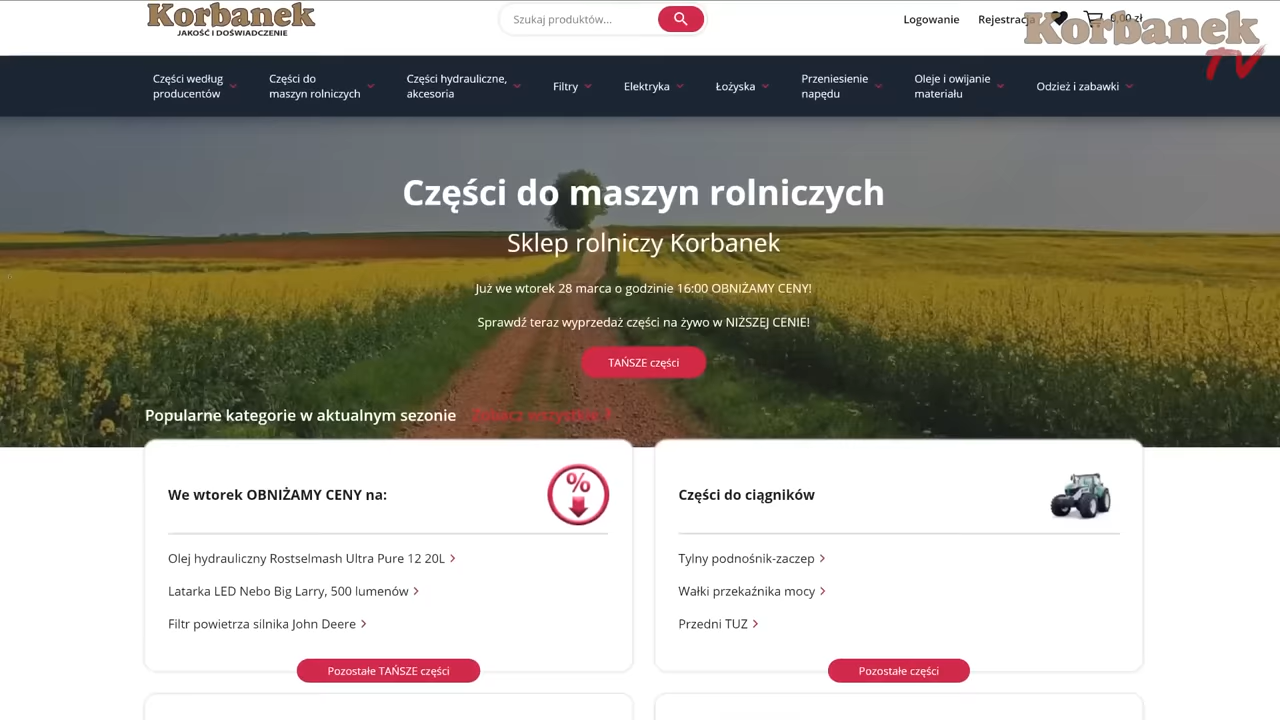 Korbanek
JAKOŚĆ I DOŚWIADCZENIE
Szukaj produktów...
Logowanie
Rejestracja
0,00 zł
Korbanek
TV
Części według
producentów
Części do
maszyn rolniczych
Części hydrauliczne,
akcesoria
Filtry
Elektryka
Łożyska
Przeniesienie
napędu
Oleje i owijanie
materiału
Odzież i zabawki
Części do maszyn rolniczych
Sklep rolniczy Korbanek
Już we wtorek 28 marca o godzinie 16:00 OBNIŻAMY CENY!
Sprawdź teraz wyprzedaż części na żywo w NIŻSZEJ CENIE!
TAŃSZE części
Popularne kategorie w aktualnym sezonie
Zobacz wszystkie
We wtorek OBNIŻAMY CENY na:
%
Olej hydrauliczny Rostselmash Ultra Pure 12 20L
Latarka LED Nebo Big Larry, 500 lumenów
Filtr powietrza silnika John Deere
Pozostałe TAŃSZE części
Części do ciągników
Tylny podnośnik-zaczep
Wałki przekaźnika mocy
Przedni TUZ
Pozostałe części